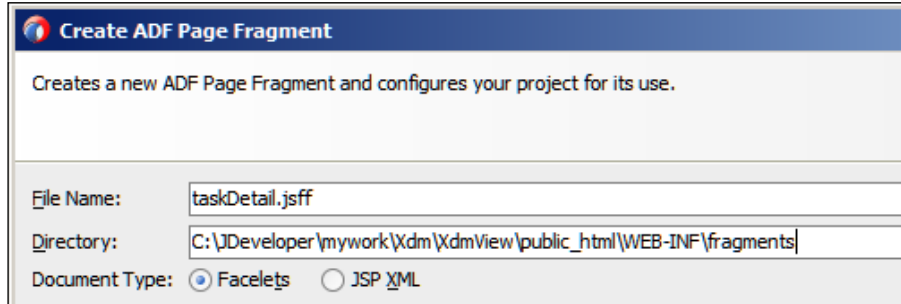 Create ADF Page Fragment
Creates a new ADF Page Fragment and configures your project for its use.
File Name: taskDetail.jsff
Directory: C:\JDeveloper\mywork\Xdm\XdmView\public_html\WEB-INF\fragments
Document Type: Facelets JSP XML